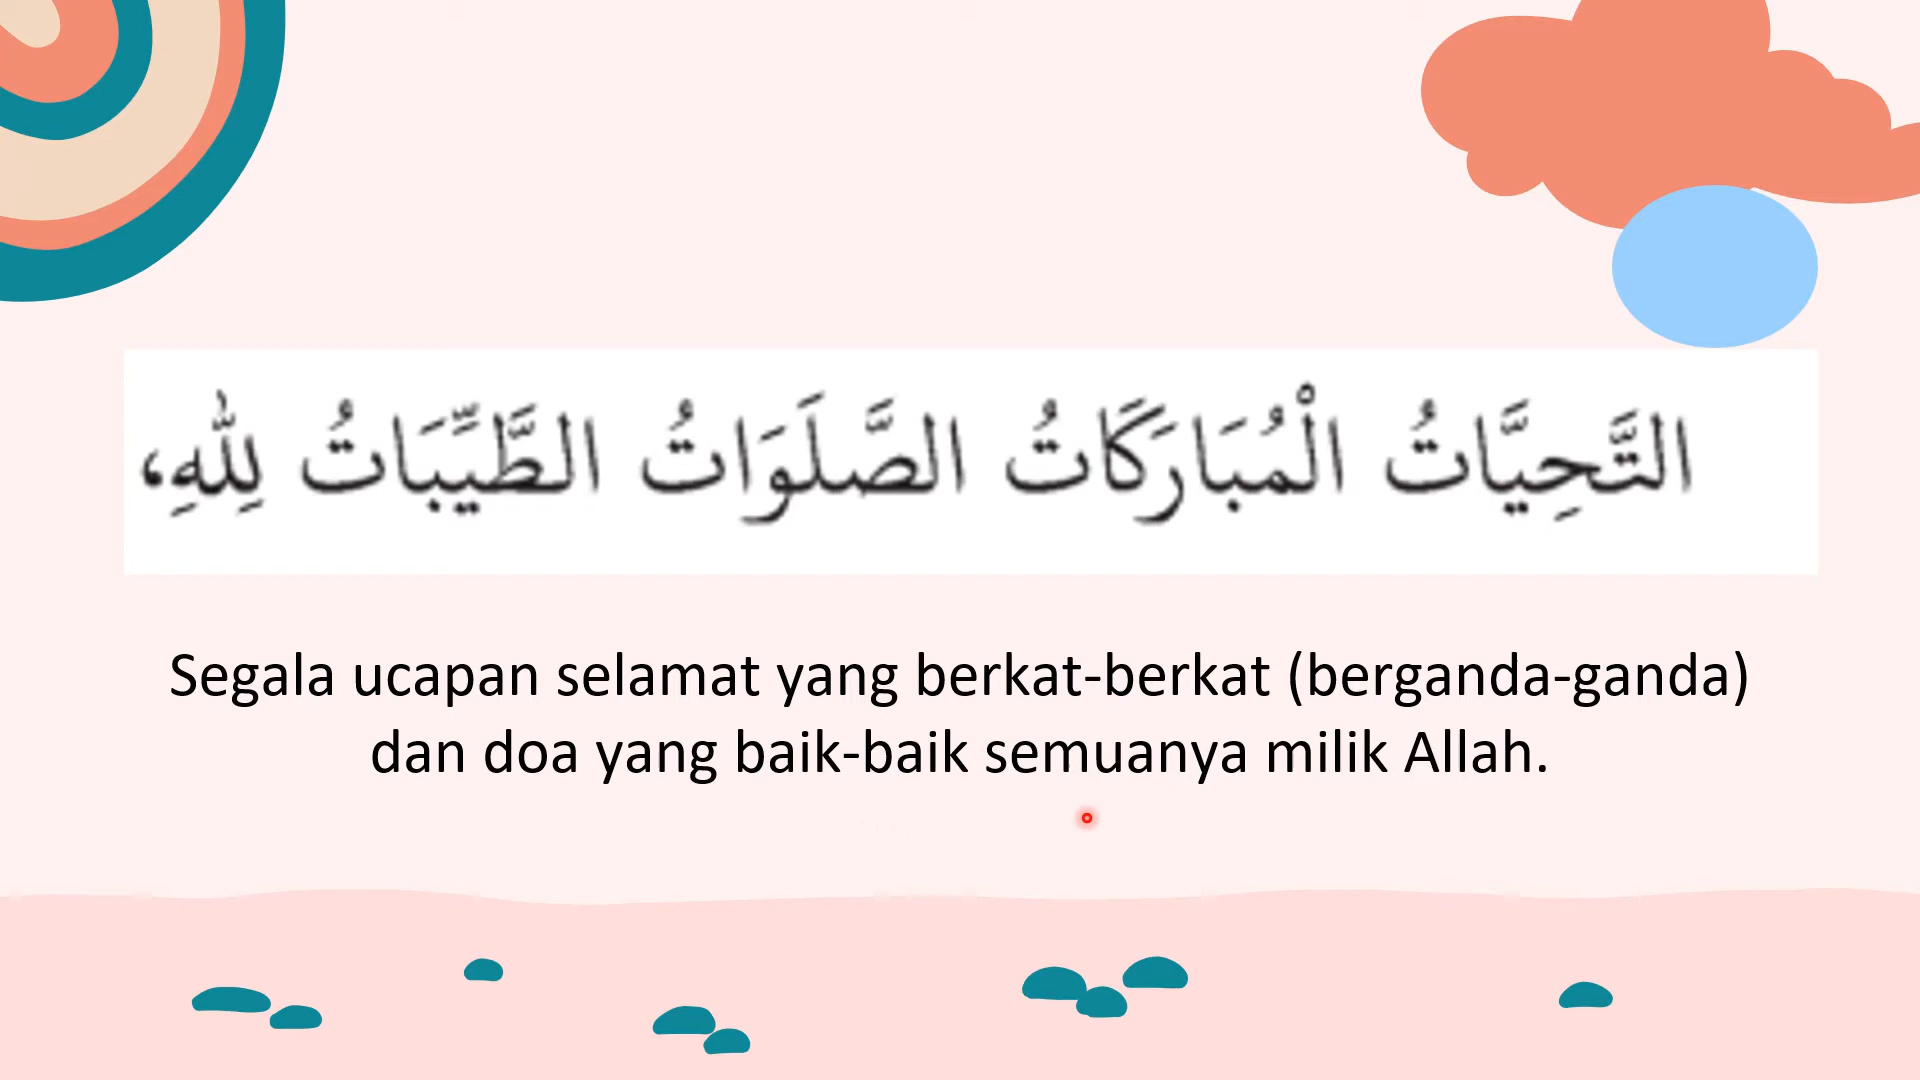 التَّحِيَّاتُ الْمُبَارَكَاتُ الصَّلَوَاتُ الطَّيِّبَاتُ لِلّٰهِ،
Segala ucapan selamat yang berkat-berkat (berganda-ganda)
dan doa yang baik-baik semuanya milik Allah.